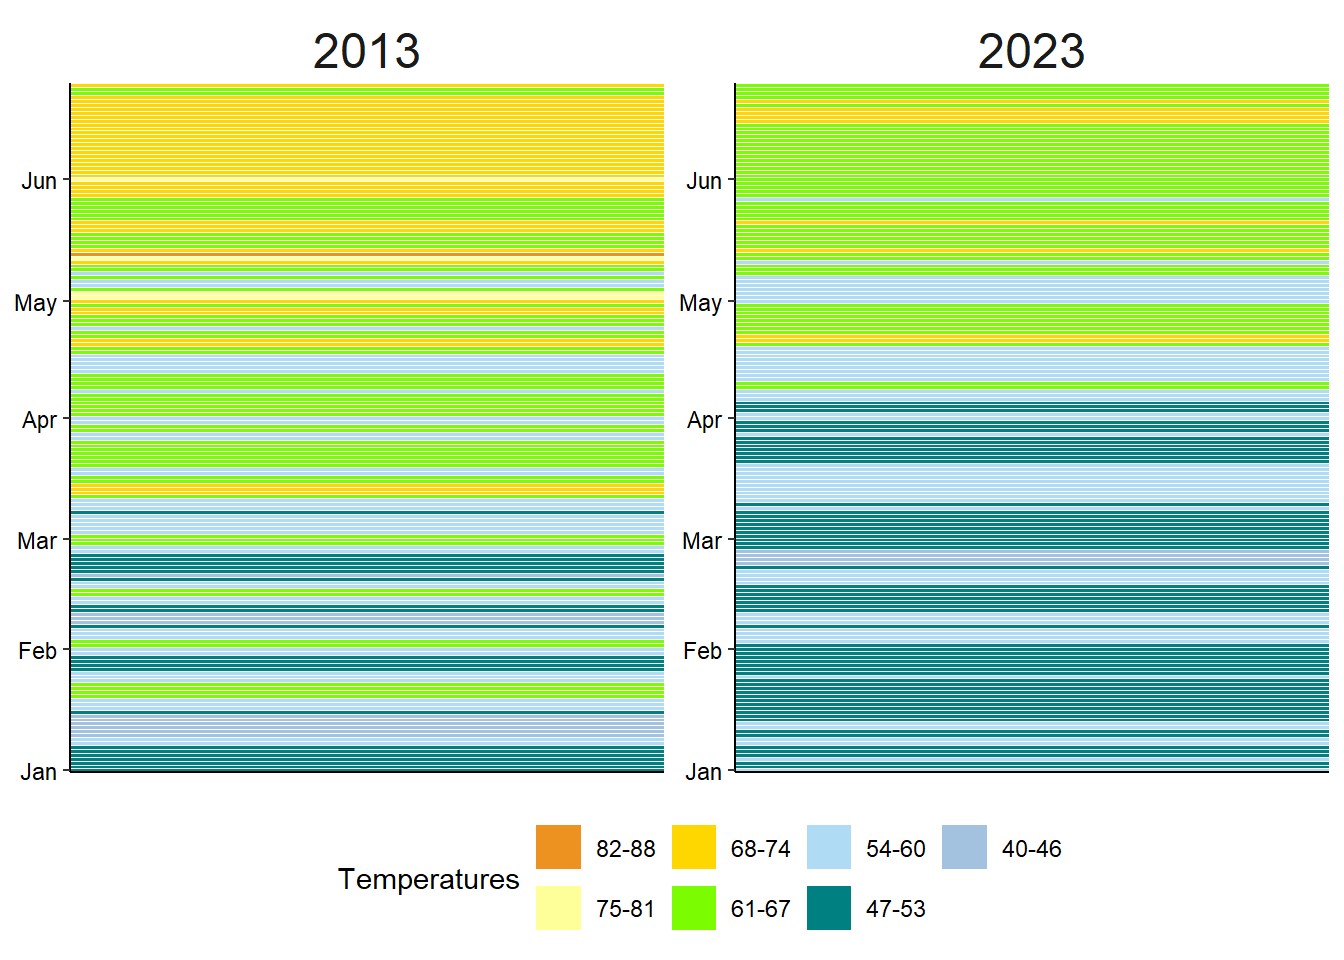 2013
2023
Jun
May
Apr
Mar
Feb
Jan
Jun
May
Apr
Mar
Feb
Jan
Temperatures
82-88
68-74
54-60
40-46
75-81
61-67
47-53